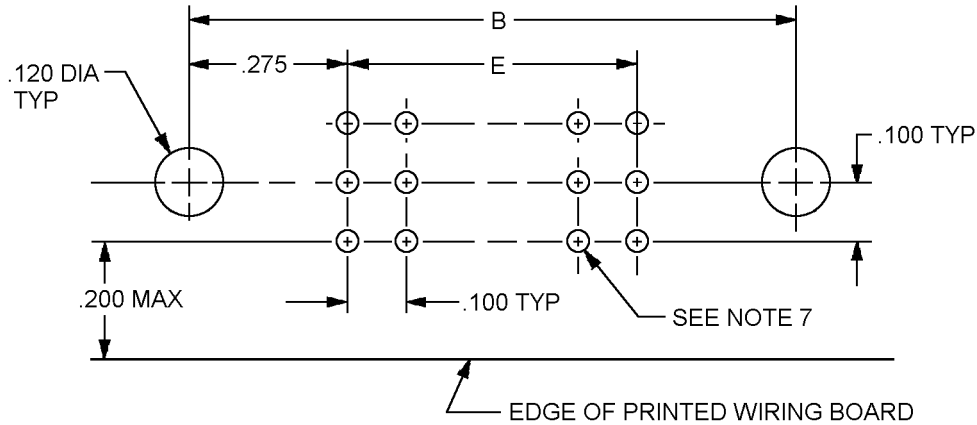 B
.275
E
.120 DIA
TYP
.100 TYP
.200 MAX
.100 TYP
SEE NOTE 7
EDGE OF PRINTED WIRING BOARD